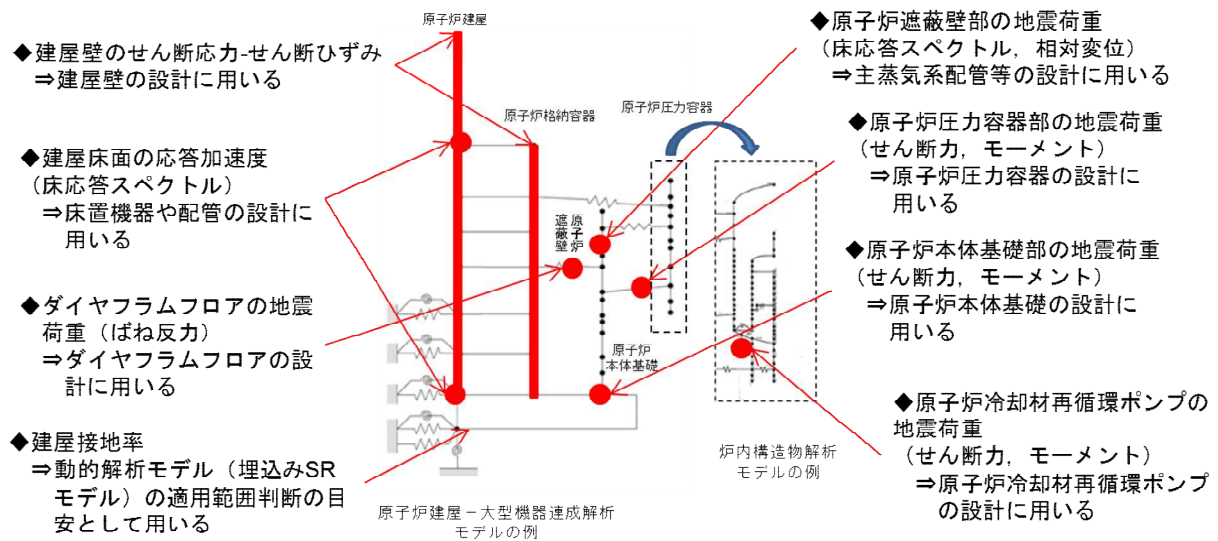 ◆建屋壁のせん断応力-せん断ひずみ
⇒建屋壁の設計に用いる
◆建屋床面の応答加速度
（床応答スペクトル）
⇒床置機器や配管の設計に
用いる
◆ダイヤフラムフロアの地震
荷重（ばね反力）
⇒ダイヤフラムフロアの設
計に用いる
◆建屋接地率
⇒動的解析モデル（埋込みSR
モデル）の適用範囲判断の目
安として用いる
原子炉建屋
原子炉格納容器
原子炉圧力容器
原子炉
遮蔽壁
原子炉
本体基礎
原子炉建屋－大型機器連成解析
モデルの例
炉内構造物解析
モデルの例
◆原子炉遮蔽壁部の地震荷重
（床応答スペクトル，相対変位）
⇒主蒸気系配管等の設計に用いる
◆原子炉圧力容器部の地震荷重
（せん断力，モーメント）
⇒原子炉圧力容器の設計に
用いる
◆原子炉本体基礎部の地震荷重
（せん断力，モーメント）
⇒原子炉本体基礎の設計に
用いる
◆原子炉冷却材再循環ポンプの
地震荷重
（せん断力，モーメント）
⇒原子炉冷却材再循環ポンプ
の設計に用いる